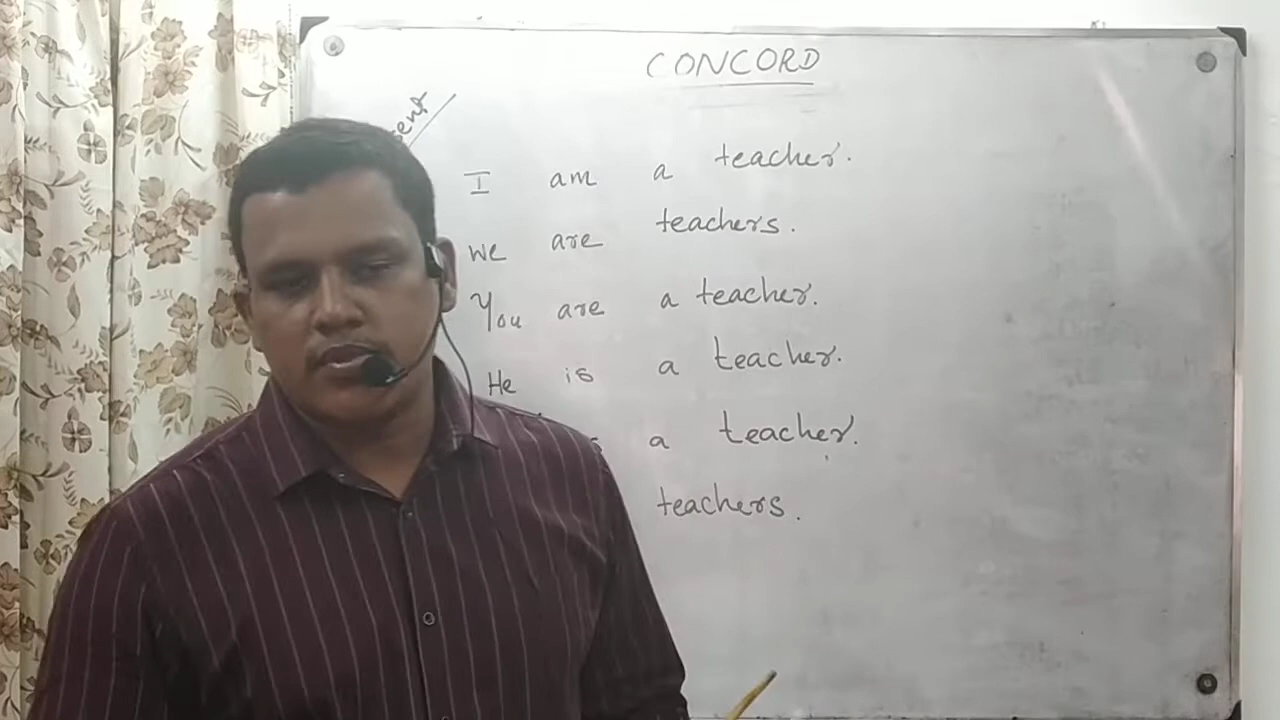 CONCORD
I am a teacher.
we are teachers.
You are a teacher.
He is a teacher.
a teacher.
teachers.